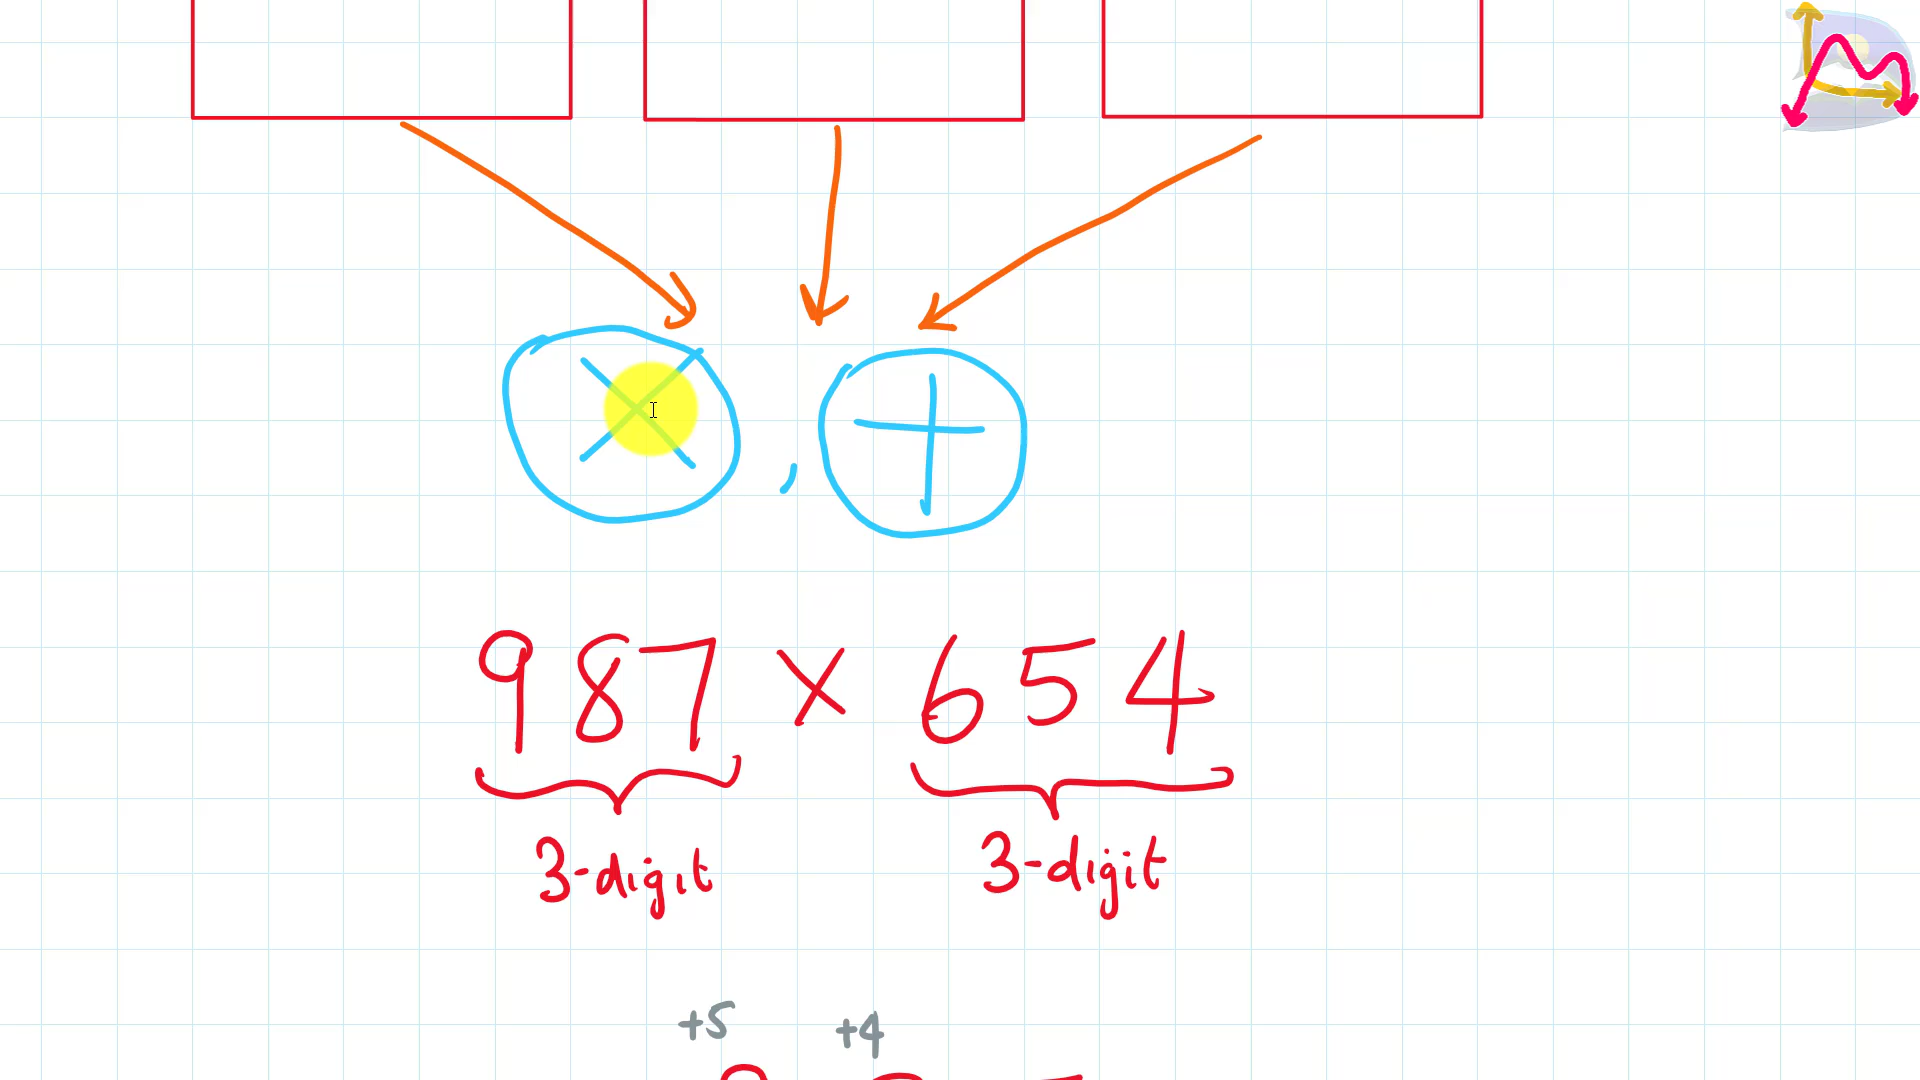 × , +
987 × 654
3-digit 3-digit
+5 +4